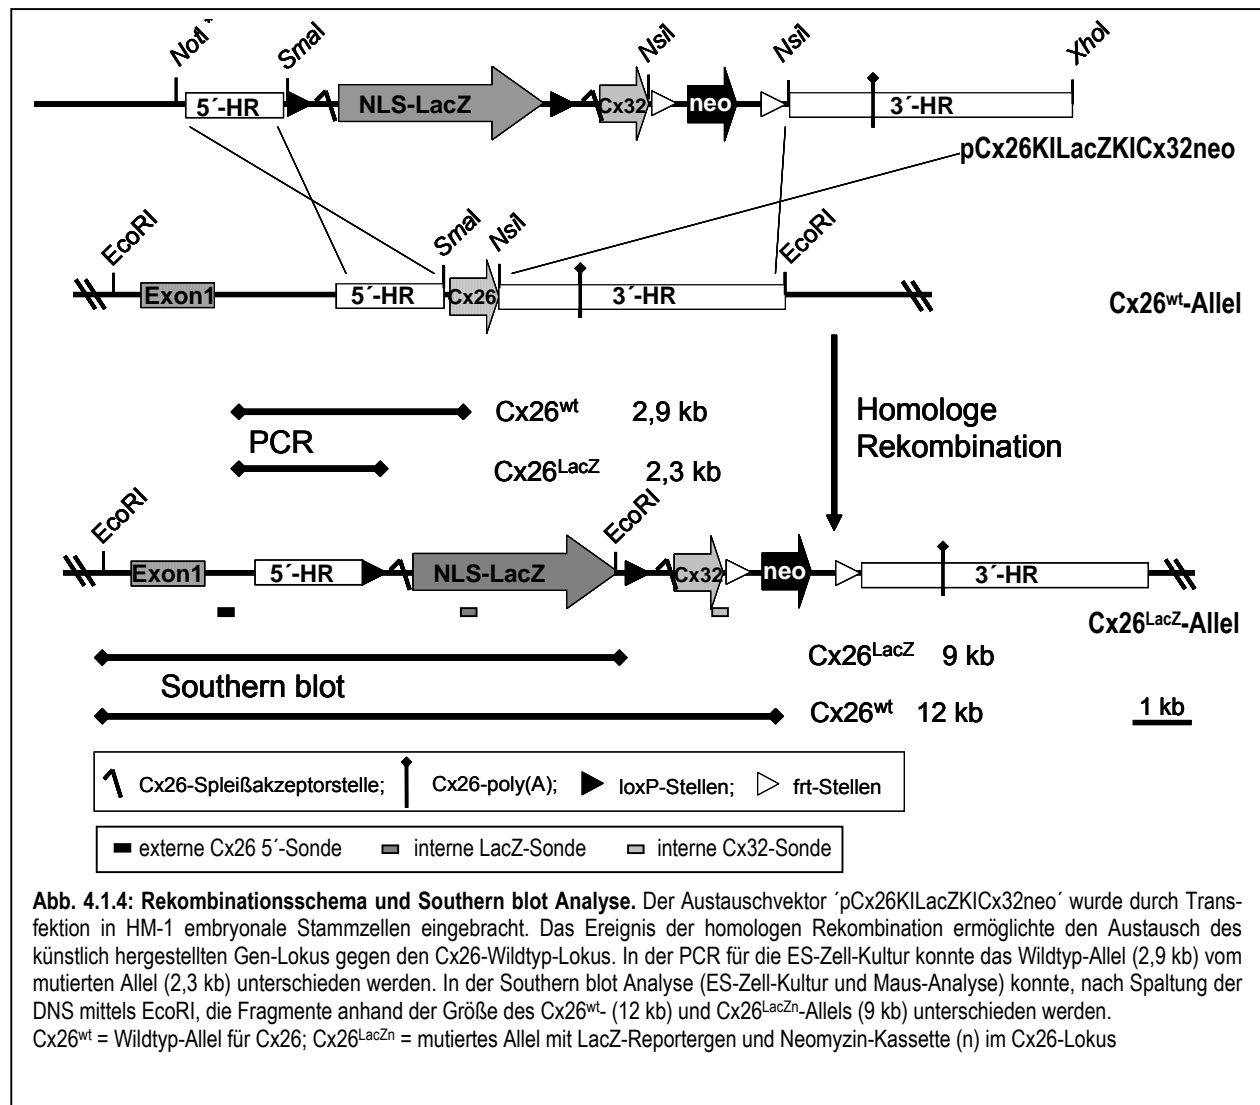 NotI SmaI NsiI NsiI XhoI
5´-HR NLS-LacZ Cx32 neo 3´-HR
pCx26KILacZKICx32neo
EcoRI SmaI NsiI EcoRI
Exon1 5´-HR Cx26 3´-HR
Cx26wt-Allel
Cx26wt 2,9 kb
PCR
Cx26LacZ 2,3 kb
Homologe
Rekombination
EcoRI EcoRI
Exon1 5´-HR NLS-LacZ Cx32 neo 3´-HR
Cx26LacZ-Allel
Cx26LacZ 9 kb
Southern blot
Cx26wt 12 kb
1 kb
Cx26-Spleißakzeptorstelle; Cx26-poly(A); loxP-Stellen; frt-Stellen
externe Cx26 5´-Sonde interne LacZ-Sonde interne Cx32-Sonde
Abb. 4.1.4: Rekombinationsschema und Southern blot Analyse. Der Austauschvektor ´pCx26KILacZKICx32neo´ wurde durch Trans-
fektion in HM-1 embryonale Stammzellen eingebracht. Das Ereignis der homologen Rekombination ermöglichte den Austausch des
künstlich hergestellten Gen-Lokus gegen den Cx26-Wildtyp-Lokus. In der PCR für die ES-Zell-Kultur konnte das Wildtyp-Allel (2,9 kb) vom
mutierten Allel (2,3 kb) unterschieden werden. In der Southern blot Analyse (ES-Zell-Kultur und Maus-Analyse) konnte, nach Spaltung der
DNS mittels EcoRI, die Fragmente anhand der Größe des Cx26wt- (12 kb) und Cx26LacZn-Allels (9 kb) unterschieden werden.
Cx26wt = Wildtyp-Allel für Cx26; Cx26LacZn = mutiertes Allel mit LacZ-Reportergen und Neomyzin-Kassette (n) im Cx26-Lokus